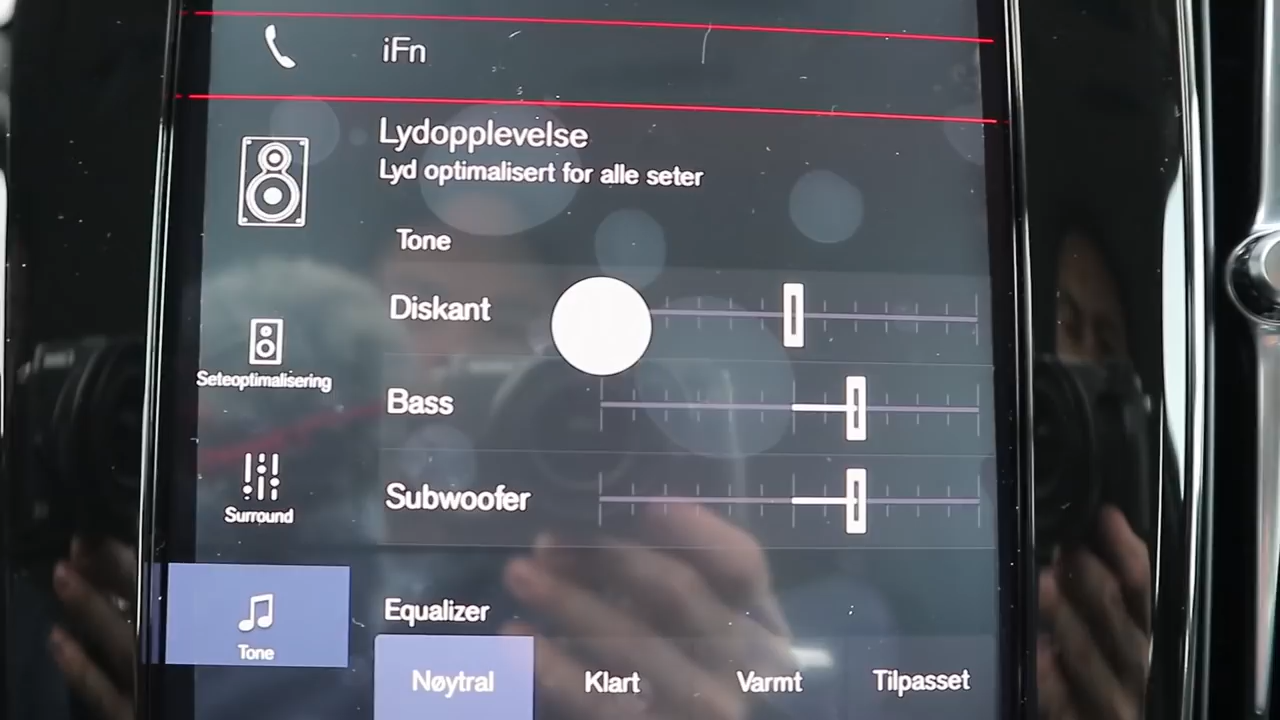 iFn
Lydopplevelse
Lyd optimalisert for alle seter
Tone
Diskant
Seteoptimalisering
Bass
Subwoofer
Surround
Equalizer
Tone
Nøytral Klart Varmt Tilpasset